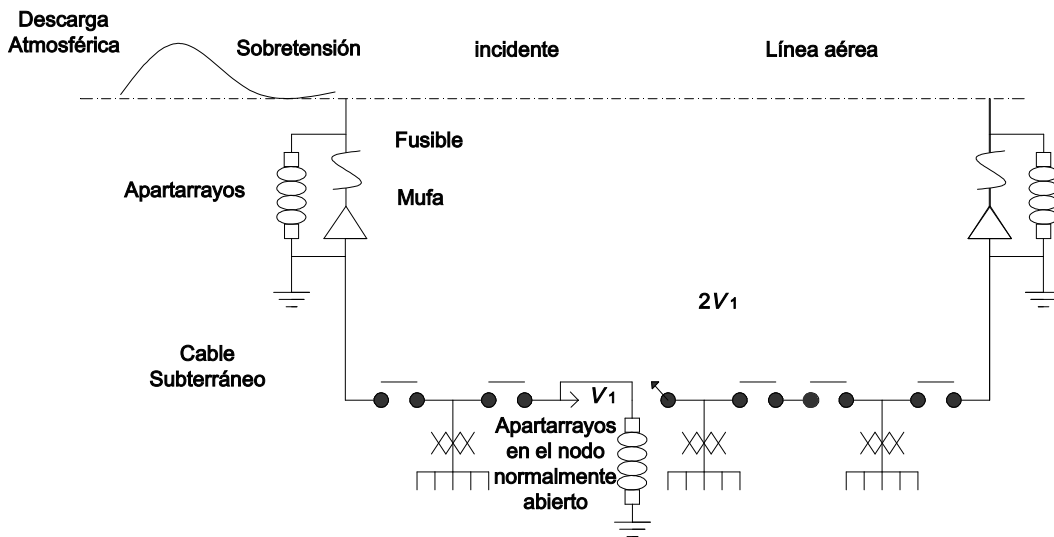 Descarga
Atmosférica
Sobretensión
incidente
Línea aérea
Fusible
Apartarrayos
Mufa
2V1
Cable
Subterráneo
V1
Apartarrayos
en el nodo
normalmente
abierto